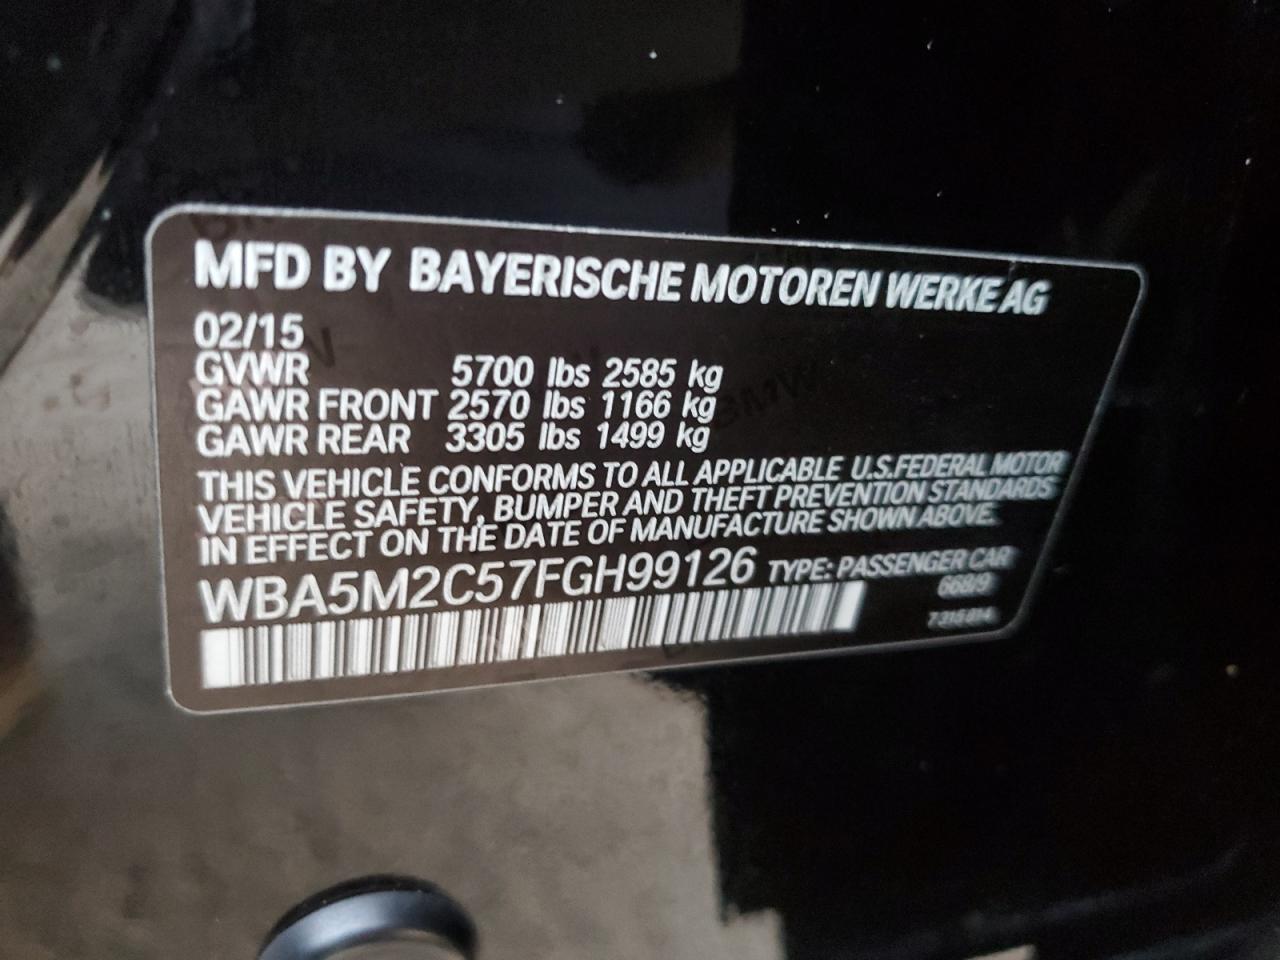 MFD BY BAYERISCHE MOTOREN WERKE AG
02/15
GVWR 5700 lbs 2585 kg
GAWR FRONT 2570 lbs 1166 kg
GAWR REAR 3305 lbs 1499 kg
THIS VEHICLE CONFORMS TO ALL APPLICABLE U.S.FEDERAL MOTOR
VEHICLE SAFETY, BUMPER AND THEFT PREVENTION STANDARDS
IN EFFECT ON THE DATE OF MANUFACTURE SHOWN ABOVE.
WBA5M2C57FGH99126 TYPE: PASSENGER CAR
668/9